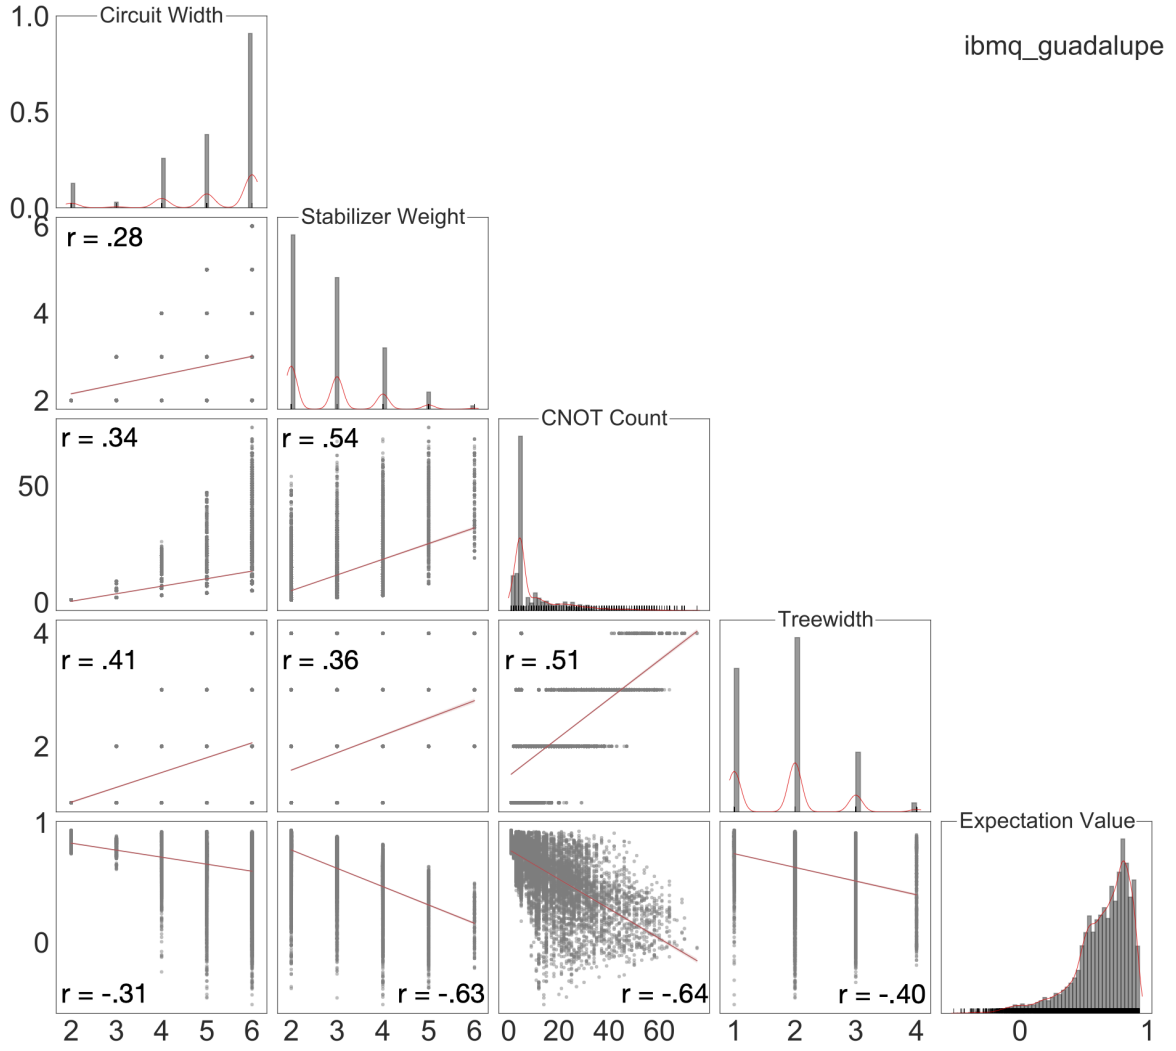 1.0
Circuit Width
ibmq_guadalupe
0.5
0.0
Stabilizer Weight
6
r = .28
4
2
CNOT Count
r = .34
r = .54
50
0
Treewidth
4
r = .41
r = .36
r = .51
2
1
Expectation Value
0
r = -.31
r = -.63
r = -.64
r = -.40
2 3 4 5 6 2 3 4 5 6 0 20 40 60 1 2 3 4 0 1